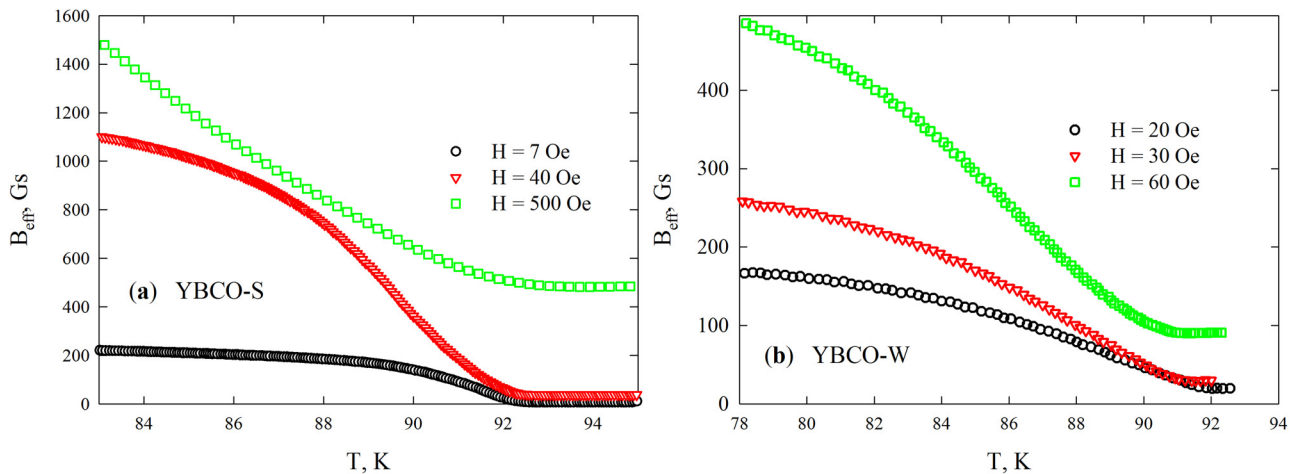 1600
1400
1200
1000
800
600
400
200
0
B_eff, Gs
H = 7 Oe
H = 40 Oe
H = 500 Oe
(a) YBCO-S
84 86 88 90 92 94
T, K
400
300
200
100
0
B_eff, Gs
H = 20 Oe
H = 30 Oe
H = 60 Oe
(b) YBCO-W
78 80 82 84 86 88 90 92 94
T, K